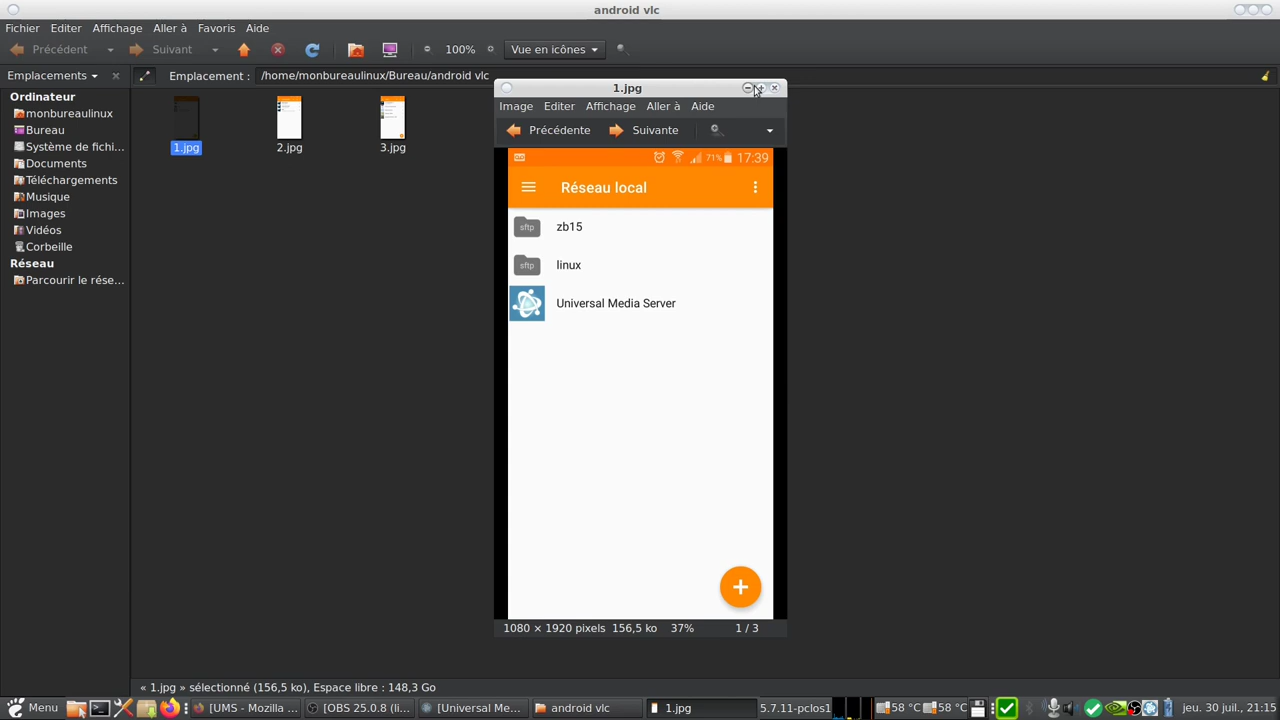 android vlc
Fichier Editer Affichage Aller à Favoris Aide
Précédent Suivant 100% Vue en icônes
Emplacements Emplacement : /home/monbureaulinux/Bureau/android vlc
Ordinateur
monbureaulinux
Bureau
Système de fichi...
Documents
Téléchargements
Musique
Images
Vidéos
Corbeille
Réseau
Parcourir le rése...
1.jpg 2.jpg 3.jpg
1.jpg
Image Editer Affichage Aller à Aide
Précédente Suivante
71% 17:39
Réseau local
sftp zb15
sftp linux
Universal Media Server
1080 × 1920 pixels 156,5 ko 37% 1 / 3
« 1.jpg » sélectionné (156,5 ko), Espace libre : 148,3 Go
Menu [UMS - Mozilla ... [OBS 25.0.8 (li... [Universal Me... android vlc 1.jpg 5.7.11-pclos1 58 °C 58 °C jeu. 30 juil., 21:15